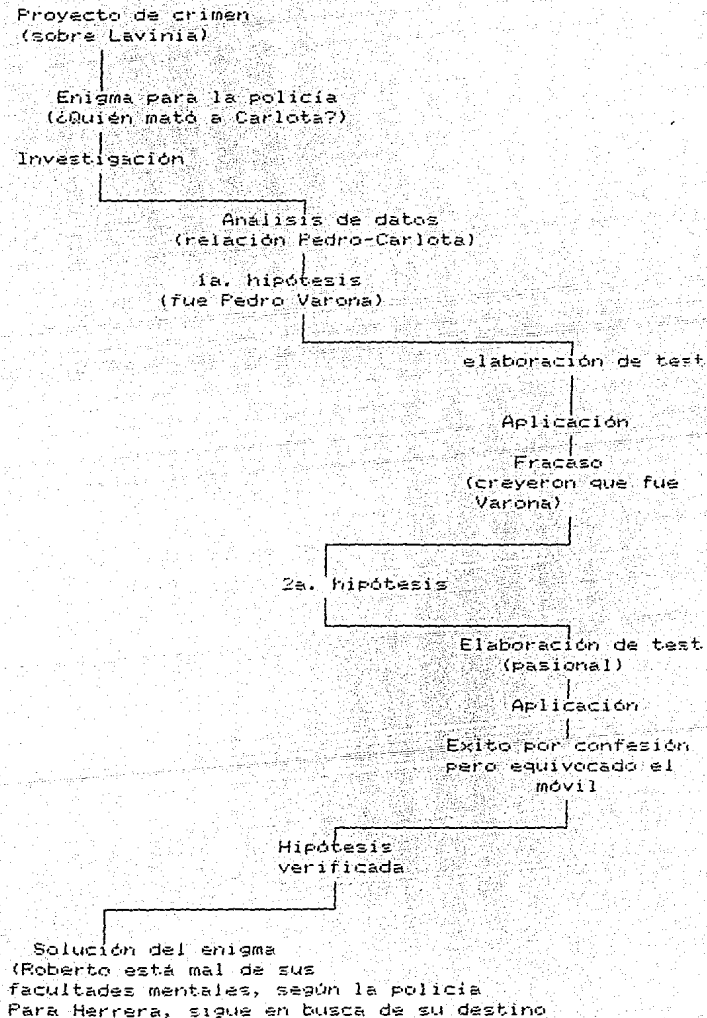 Proyecto de crimen
(sobre Lavinia)
Enigma para la policía
(¿Quién mató a Carlota?)
Investigación
Análisis de datos
(relación Pedro-Carlota)
1a. hipótesis
(fue Pedro Varona)
elaboración de test
Aplicación
Fracaso
(creyeron que fue
Varona)
2a. hipótesis
Elaboración de test
(pasional)
Aplicación
Exito por confesión
pero equivocado el
móvil
Hipótesis
verificada
Solución del enigma
(Roberto está mal de sus
facultades mentales, según la policía
Para Herrera, sigue en busca de su destino